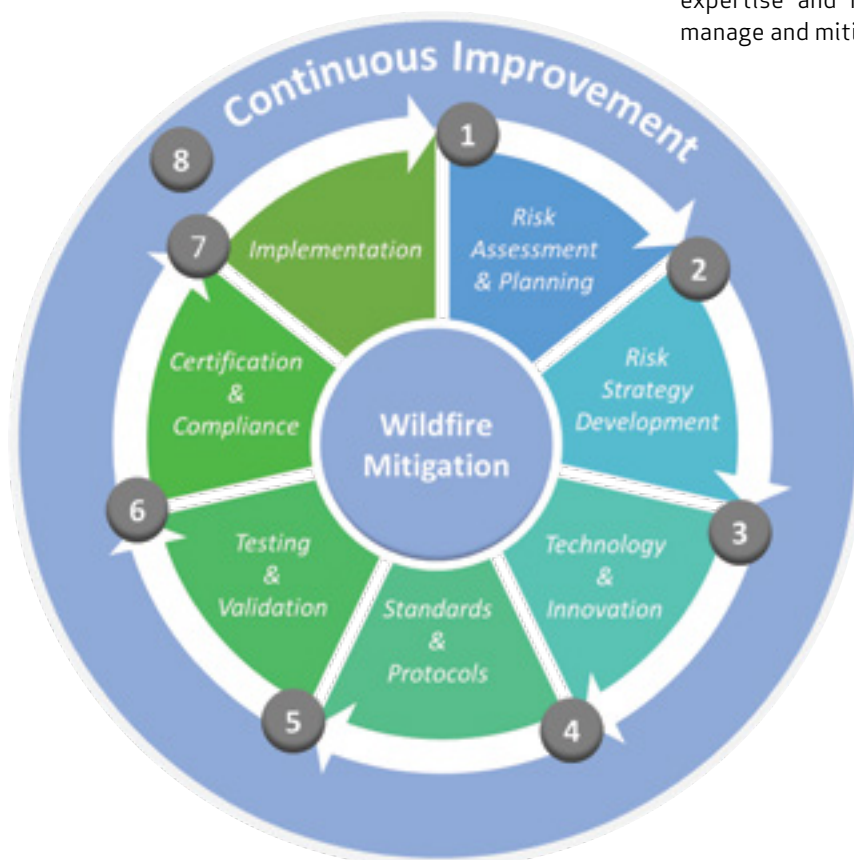 expertise and
manage and
Continuous Improvement
1
Risk
Assessment
& Planning
2
Risk
Strategy
Development
3
Technology
&
Innovation
4
Standards
&
Protocols
5
Testing
&
Validation
6
Certification
&
Compliance
7
Implementation
8
Wildfire
Mitigation